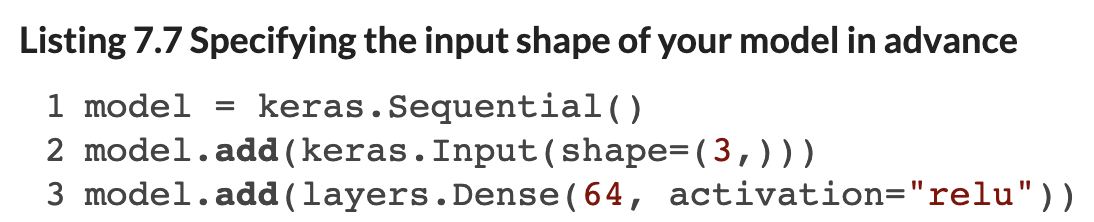 Listing 7.7 Specifying the input shape of your model in advance
1 model = keras.Sequential()
2 model.add(keras.Input(shape=(3,)))
3 model.add(layers.Dense(64, activation="relu"))